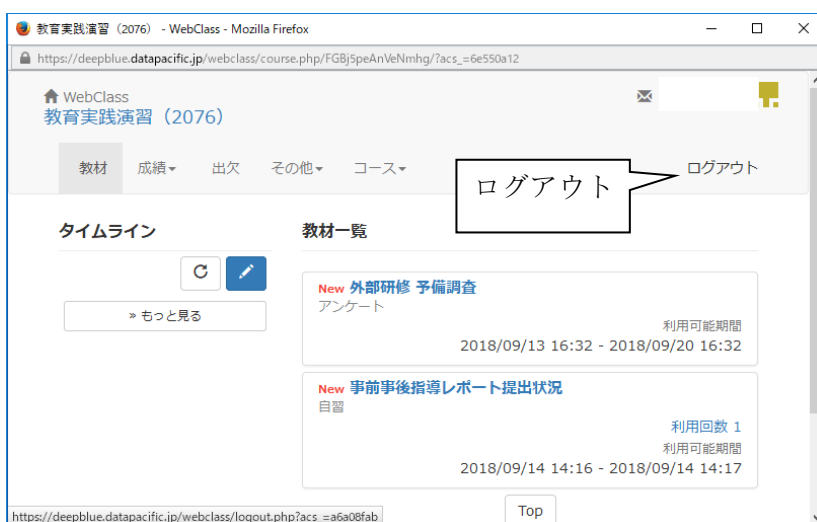 教育実践演習（2076） - WebClass - Mozilla Firefox
https://deepblue.datapacific.jp/webclass/course.php/FGBj5peAnVeNmhg/?acs_=6e550a12
WebClass
教育実践演習（2076）
教材 成績 出欠 その他 コース ログアウト
ログアウト
タイムライン
» もっと見る
教材一覧
New 外部研修 予備調査
アンケート
利用可能期間
2018/09/13 16:32 - 2018/09/20 16:32
New 事前事後指導レポート提出状況
自習
利用回数 1
利用可能期間
2018/09/14 14:16 - 2018/09/14 14:17
Top
https://deepblue.datapacific.jp/webclass/logout.php?acs_=a6a08fab